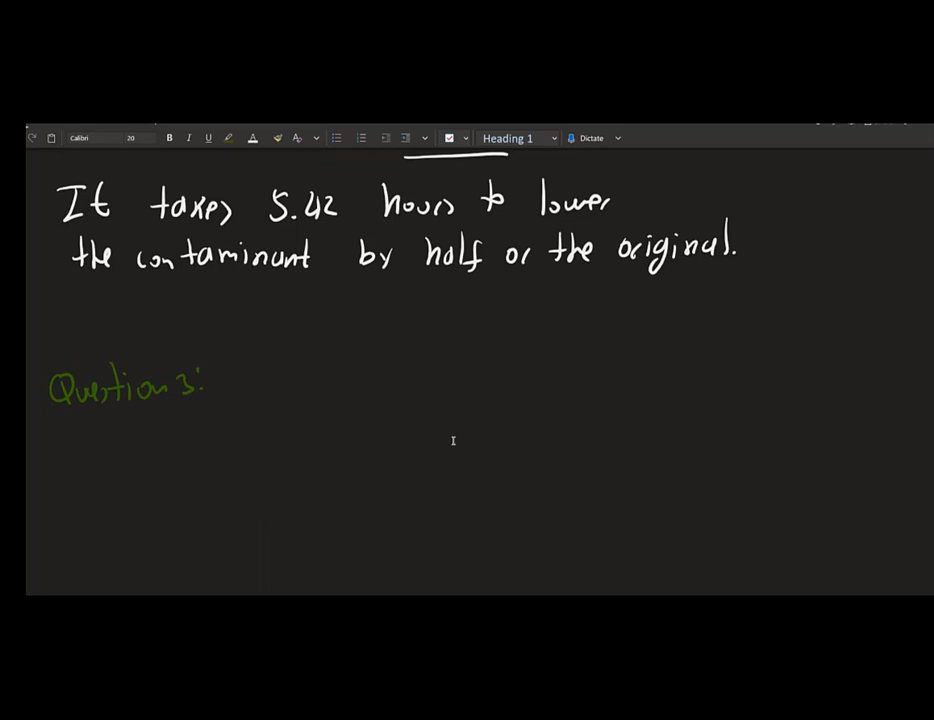 Calibri 20 B I U A Heading 1 Dictate
It takes 5.42 hours to lower
the contaminant by half or the original.
Question 3: